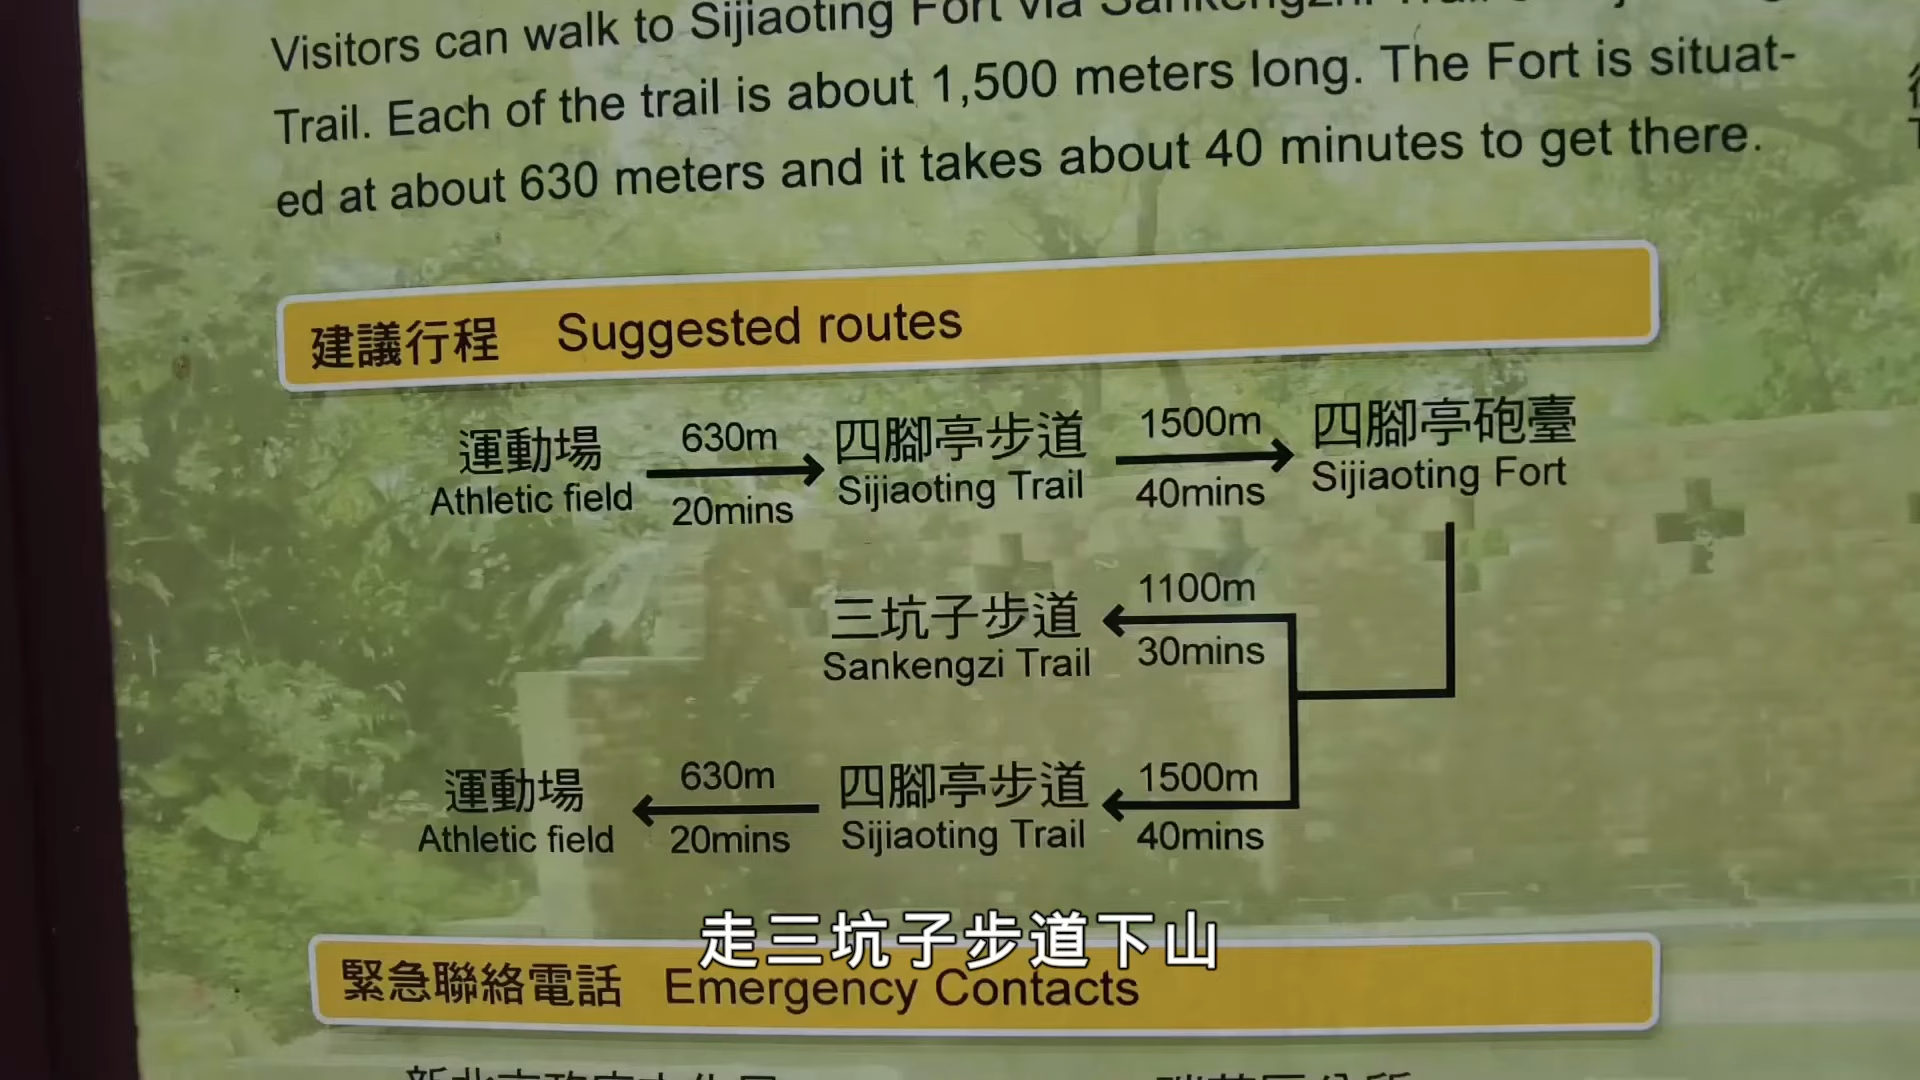 Visitors can walk to Sijiaoting Fort via
Trail. Each of the trail is about 1,500 meters long. The Fort is situat-
ed at about 630 meters and it takes about 40 minutes to get there.
建議行程 Suggested routes
運動場 630m 四腳亭步道 1500m 四腳亭砲臺
Athletic field 20mins Sijiaoting Trail 40mins Sijiaoting Fort
三坑子步道 1100m
Sankengzi Trail 30mins
運動場 630m 四腳亭步道 1500m
Athletic field 20mins Sijiaoting Trail 40mins
走三坑子步道下山
緊急聯絡電話 Emergency Contacts